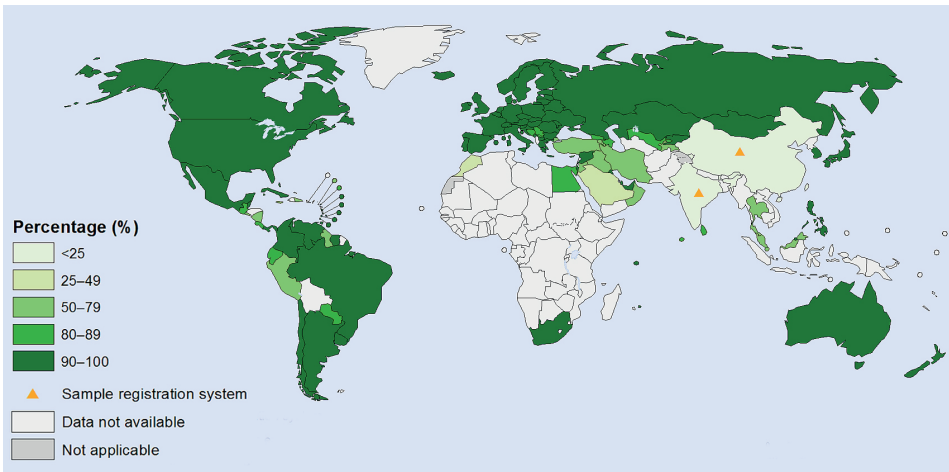 Percentage (%)
<25
25–49
50–79
80–89
90–100
Sample registration system
Data not available
Not applicable